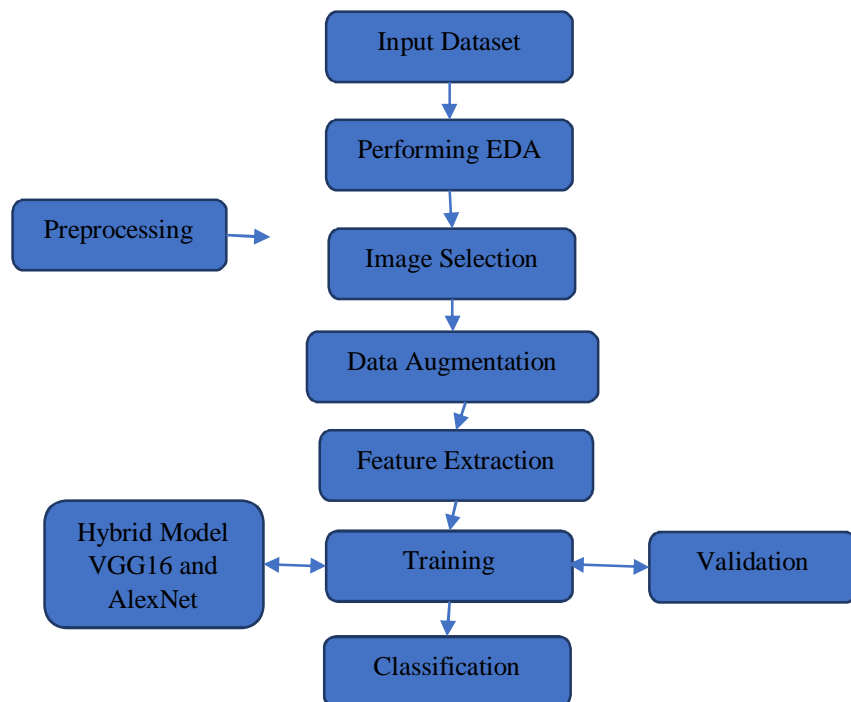 Input Dataset
Performing EDA
Preprocessing
Image Selection
Data Augmentation
Feature Extraction
Hybrid Model
VGG16 and
AlexNet
Training
Validation
Classification